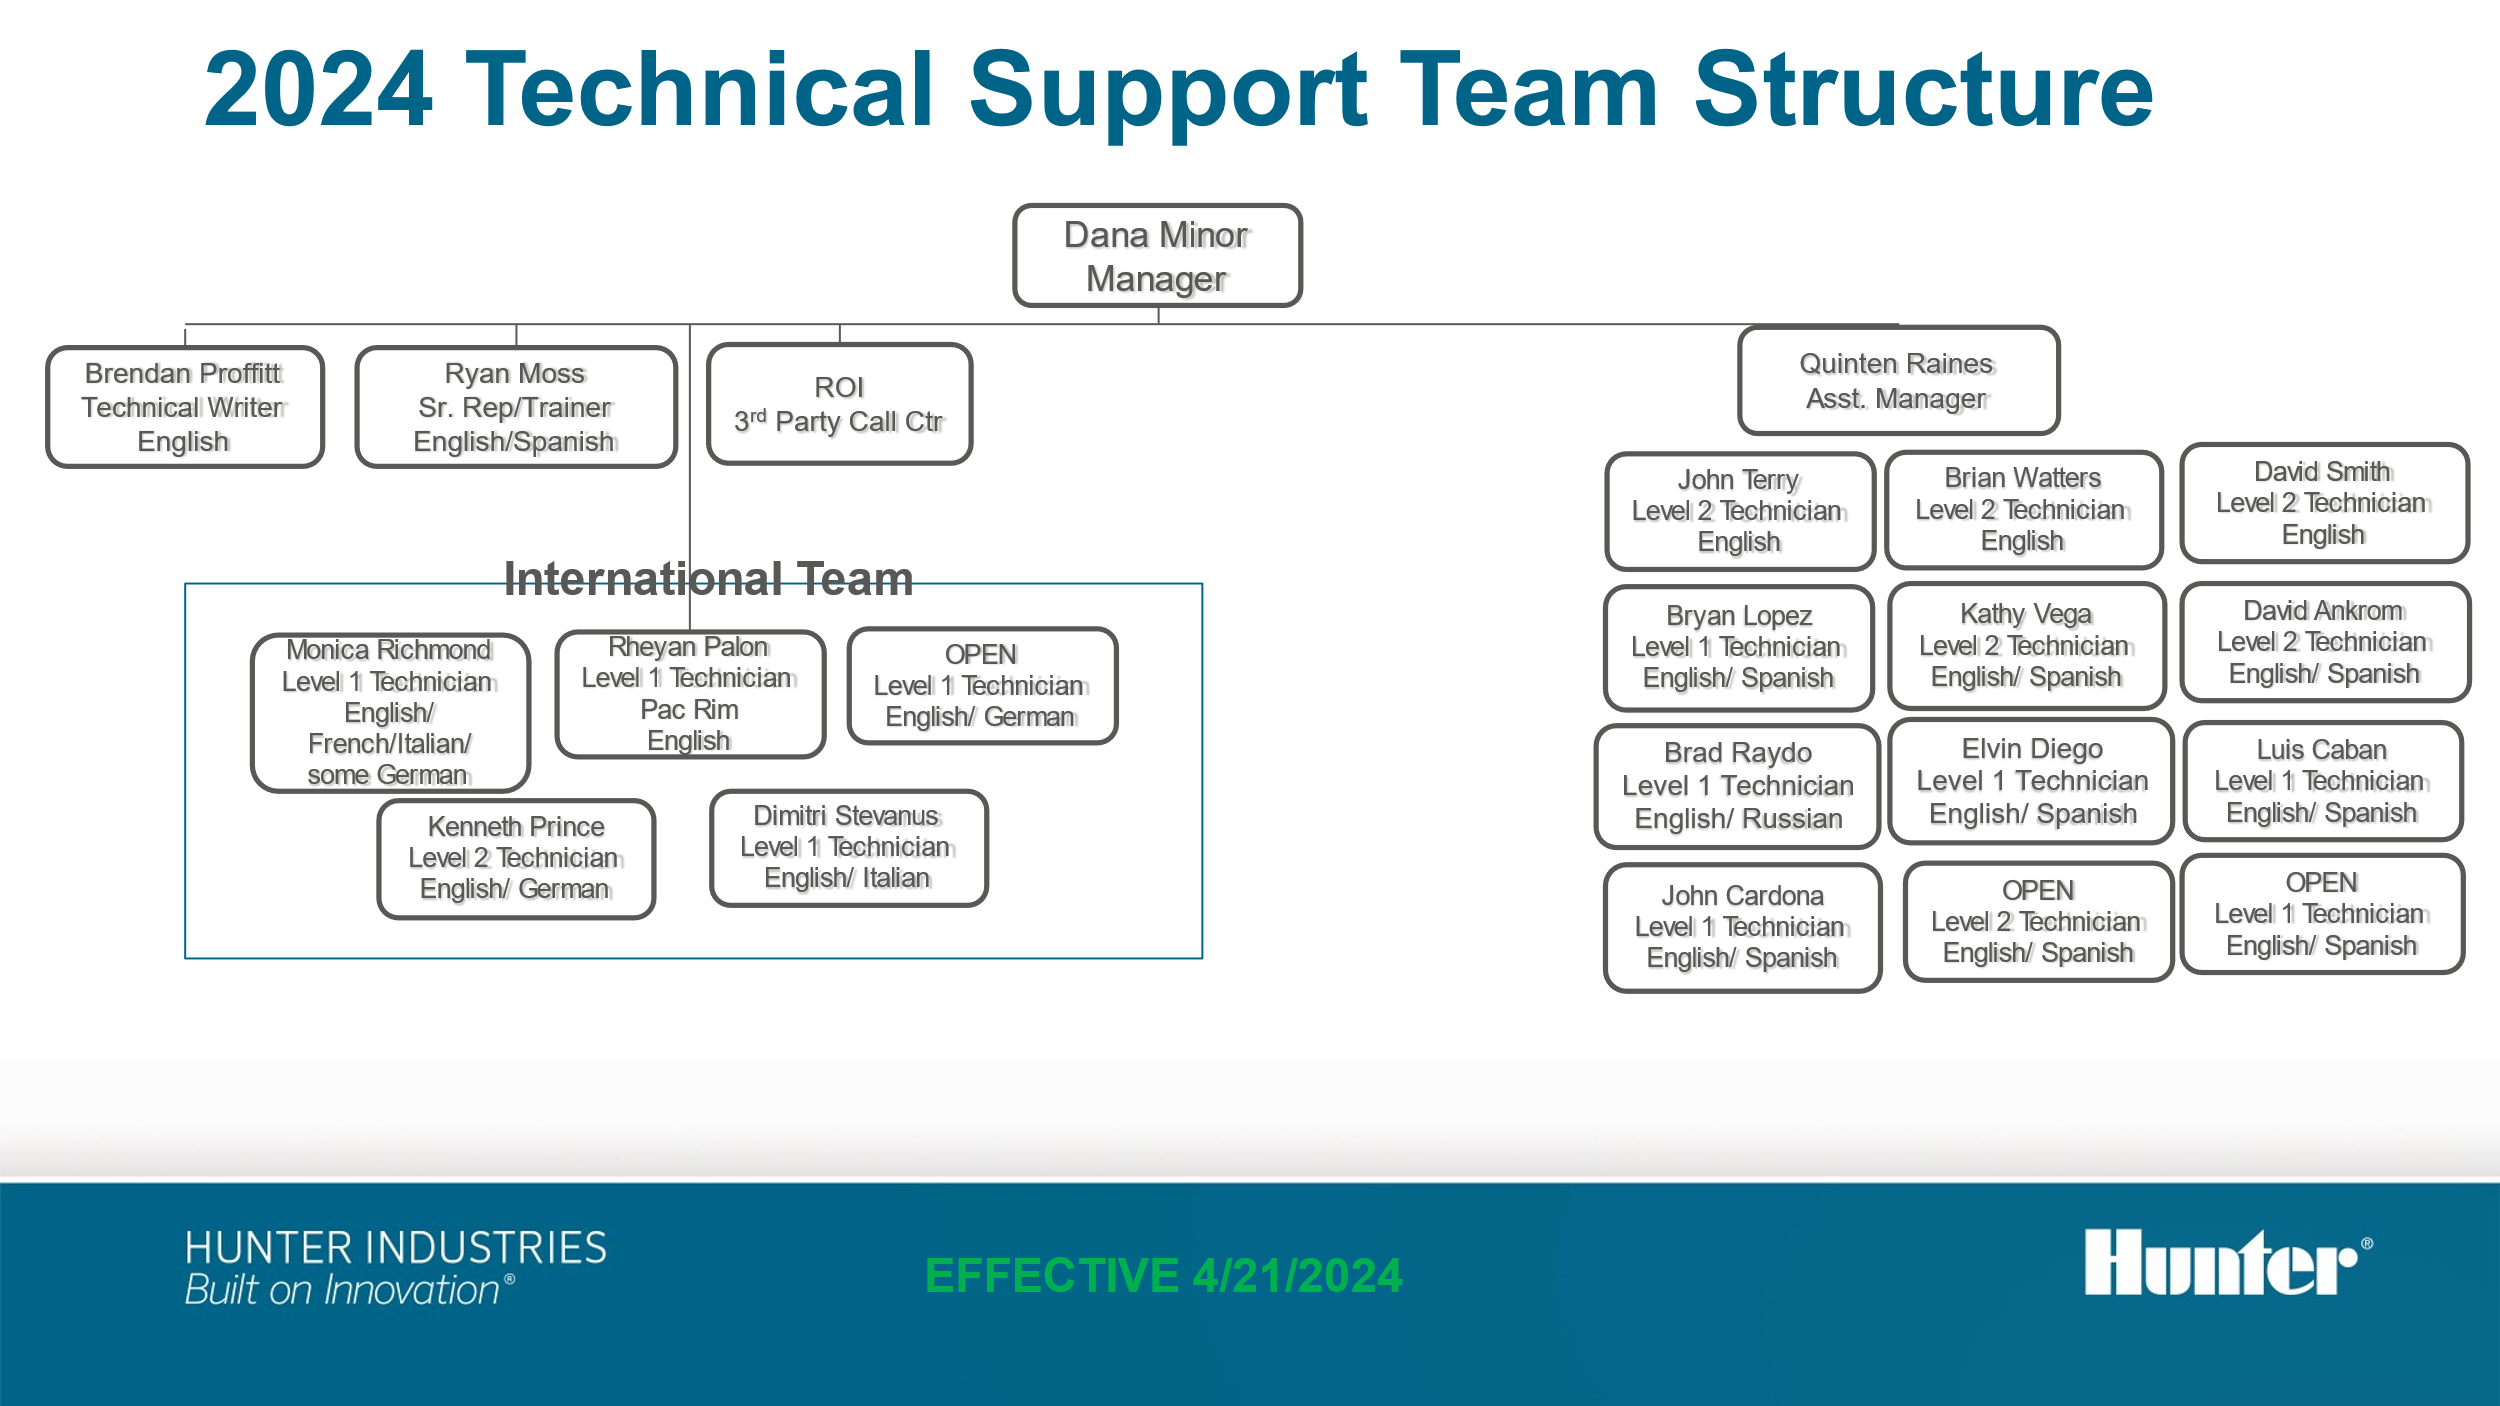 2024 Technical Support Team Structure
Dana Minor
Manager
Brendan Proffitt
Technical Writer
English
Ryan Moss
Sr. Rep/Trainer
English/Spanish
ROI
3rd Party Call Ctr
Quinten Raines
Asst. Manager
John Terry
Level 2 Technician
English
Brian Watters
Level 2 Technician
English
David Smith
Level 2 Technician
English
Bryan Lopez
Level 1 Technician
English/ Spanish
Kathy Vega
Level 2 Technician
English/ Spanish
David Ankrom
Level 2 Technician
English/ Spanish
Brad Raydo
Level 1 Technician
English/ Russian
Elvin Diego
Level 1 Technician
English/ Spanish
Luis Caban
Level 1 Technician
English/ Spanish
John Cardona
Level 1 Technician
English/ Spanish
OPEN
Level 2 Technician
English/ Spanish
OPEN
Level 1 Technician
English/ Spanish
International Team
Monica Richmond
Level 1 Technician
English/
French/Italian/
some German
Rheyan Palon
Level 1 Technician
Pac Rim
English
OPEN
Level 1 Technician
English/ German
Kenneth Prince
Level 2 Technician
English/ German
Dimitri Stevanus
Level 1 Technician
English/ Italian
HUNTER INDUSTRIES
Built on Innovation®
EFFECTIVE 4/21/2024
Hunter®